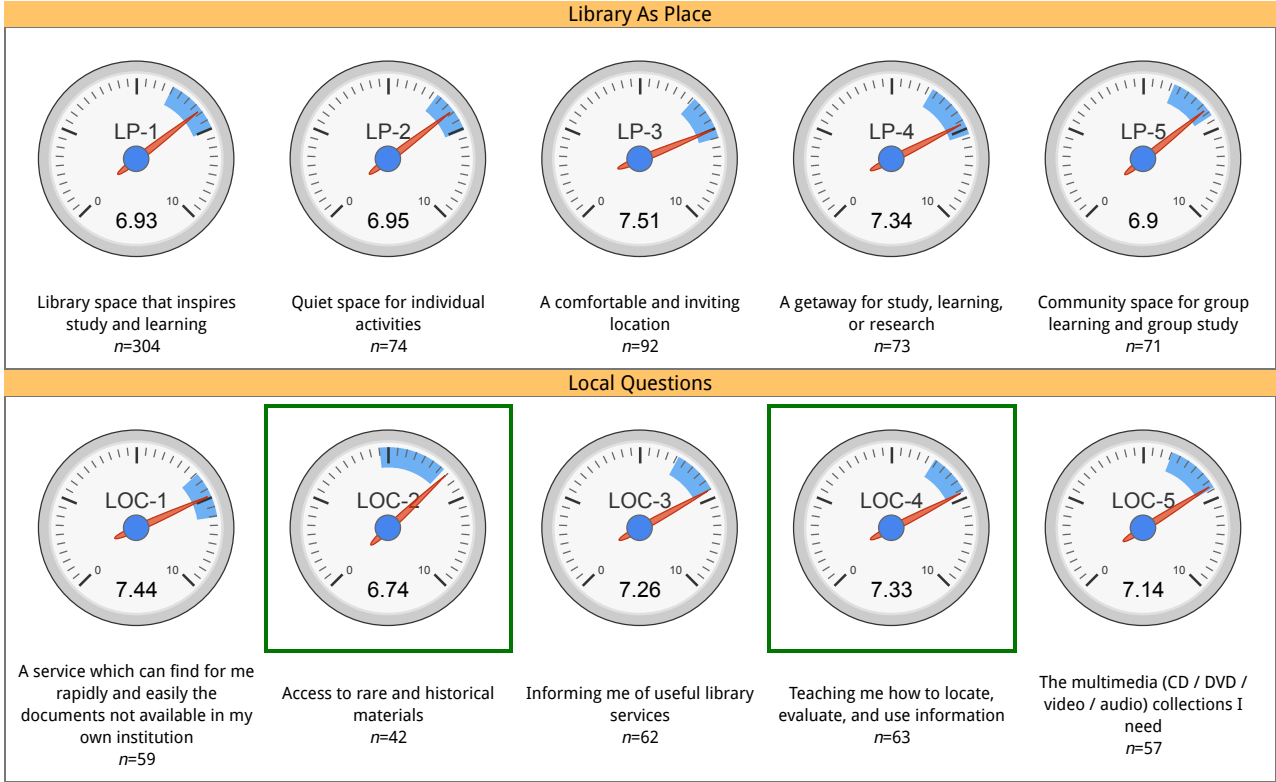 Library As Place
LP-1
0
10
6.93
LP-2
0
10
6.95
LP-3
0
10
7.51
LP-4
0
10
7.34
LP-5
0
10
6.9
Library space that inspires
study and learning
n=304
Quiet space for individual
activities
n=74
A comfortable and inviting
location
n=92
A getaway for study, learning,
or research
n=73
Community space for group
learning and group study
n=71
Local Questions
LOC-1
0
10
7.44
LOC-2
0
10
6.74
LOC-3
0
10
7.26
LOC-4
0
10
7.33
LOC-5
0
10
7.14
A service which can find for me
rapidly and easily the
documents not available in my
own institution
n=59
Access to rare and historical
materials
n=42
Informing me of useful library
services
n=62
Teaching me how to locate,
evaluate, and use information
n=63
The multimedia (CD / DVD /
video / audio) collections I
need
n=57